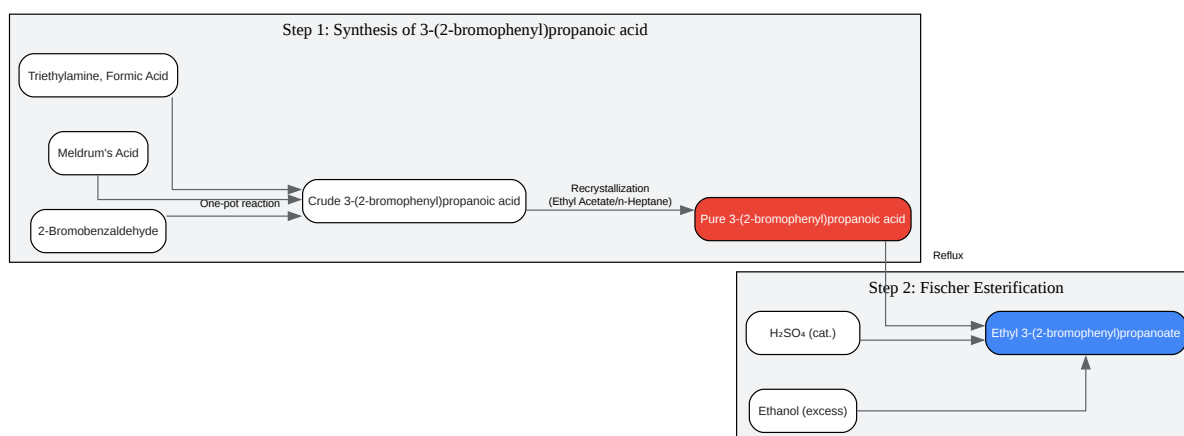 Step 1: Synthesis of 3-(2-bromophenyl)propanoic acid
Triethylamine, Formic Acid
Meldrum's Acid
2-Bromobenzaldehyde
One-pot reaction
Crude 3-(2-bromophenyl)propanoic acid
Recrystallization
(Ethyl Acetate/n-Heptane)
Pure 3-(2-bromophenyl)propanoic acid
Reflux
Step 2: Fischer Esterification
H₂SO₄ (cat.)
Ethyl 3-(2-bromophenyl)propanoate
Ethanol (excess)